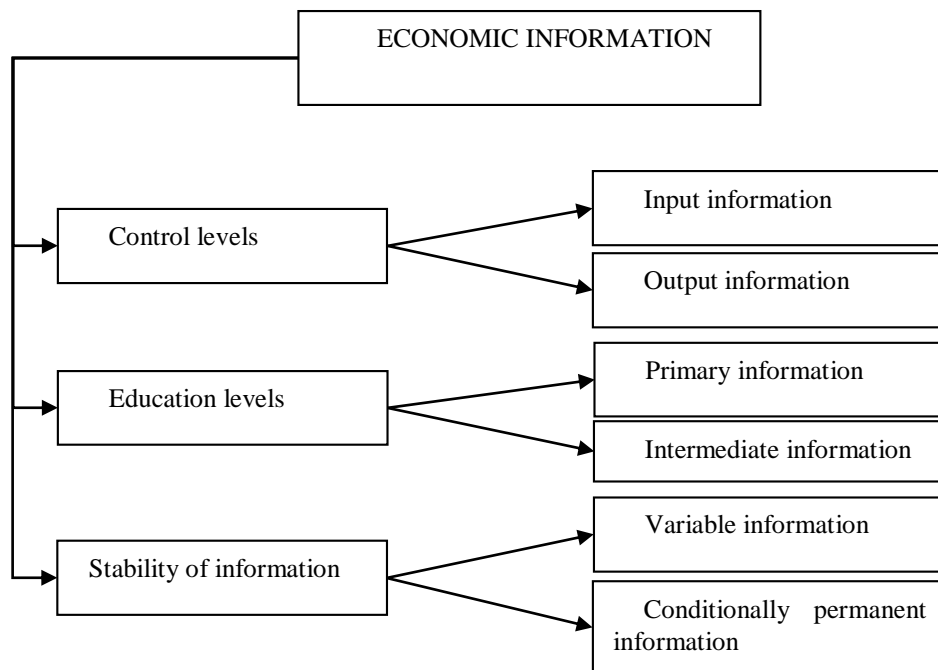 ECONOMIC INFORMATION
Input information
Control levels
Output information
Primary information
Education levels
Intermediate information
Variable information
Stability of information
Conditionally permanent
information